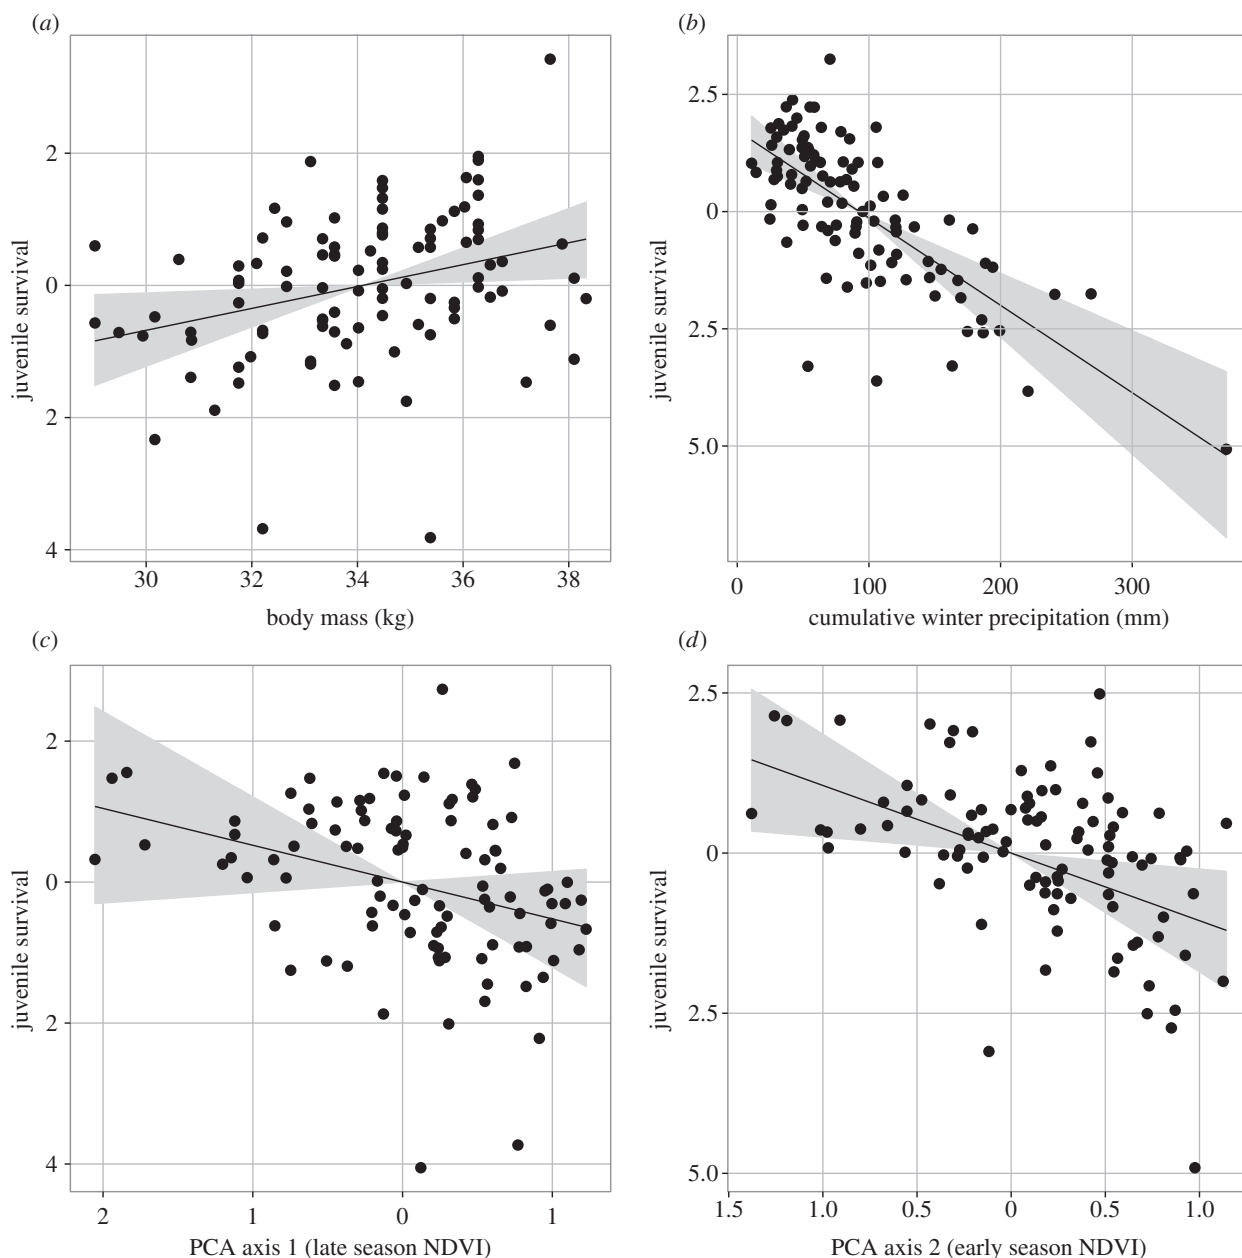 (a)
2
0
2
4
juvenile survival
30 32 34 36 38
body mass (kg)
(b)
2.5
0
2.5
5.0
juvenile survival
0 100 200 300
cumulative winter precipitation (mm)
(c)
2
0
2
4
juvenile survival
2 1 0 1
PCA axis 1 (late season NDVI)
(d)
2.5
0
2.5
5.0
juvenile survival
1.5 1.0 0.5 0 0.5 1.0
PCA axis 2 (early season NDVI)